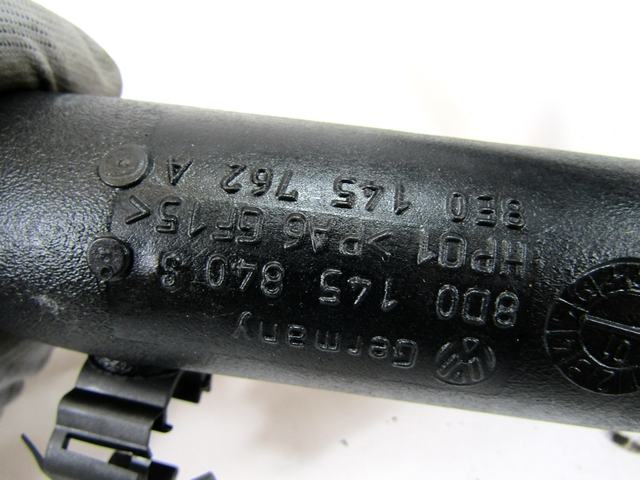 Germany
8D0 145 840 S
HP01 >PA6 GF15<
8E0 145 762 A